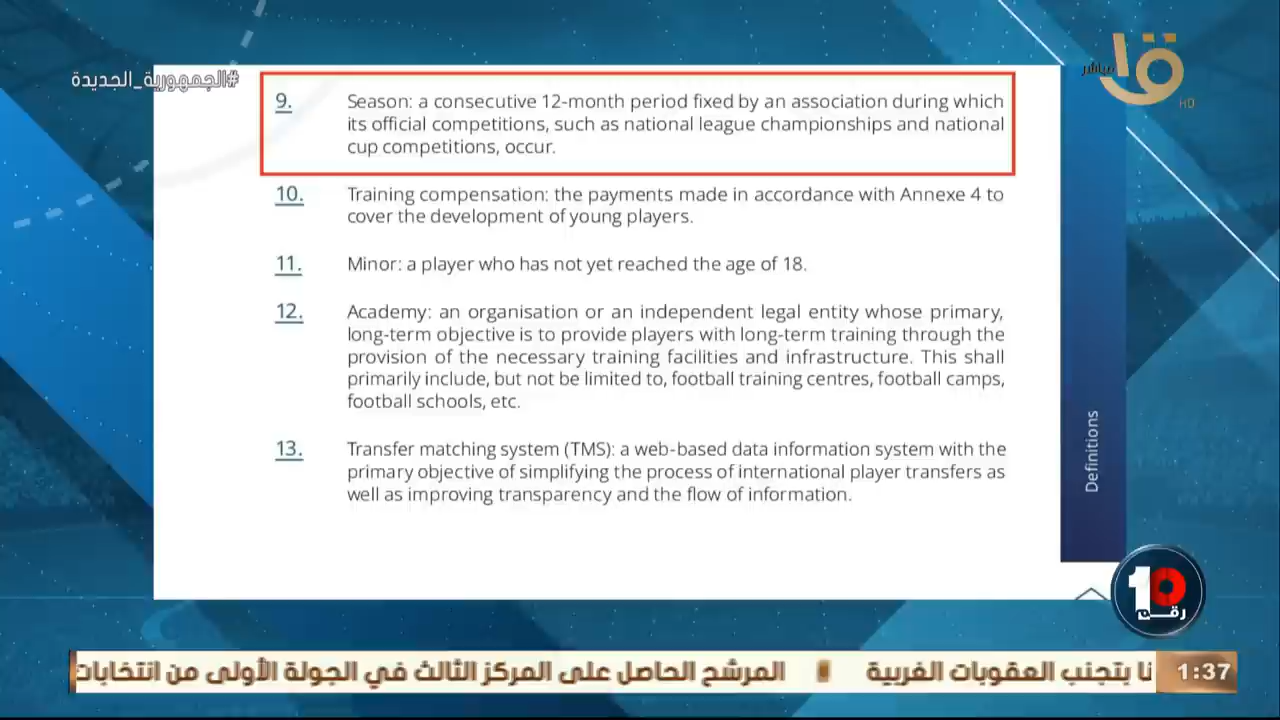 #الجمهورية_الجديدة
مباشر
HD
9. Season: a consecutive 12-month period fixed by an association during which
its official competitions, such as national league championships and national
cup competitions, occur.
10. Training compensation: the payments made in accordance with Annexe 4 to
cover the development of young players.
11. Minor: a player who has not yet reached the age of 18.
12. Academy: an organisation or an independent legal entity whose primary,
long-term objective is to provide players with long-term training through the
provision of the necessary training facilities and infrastructure. This shall
primarily include, but not be limited to, football training centres, football camps,
football schools, etc.
13. Transfer matching system (TMS): a web-based data information system with the
primary objective of simplifying the process of international player transfers as
well as improving transparency and the flow of information.
Definitions
رقم
10
1:37 نا يتجنب العقوبات الغربية المرشح الحاصل على المركز الثالث في الجولة الأولى من انتخابات